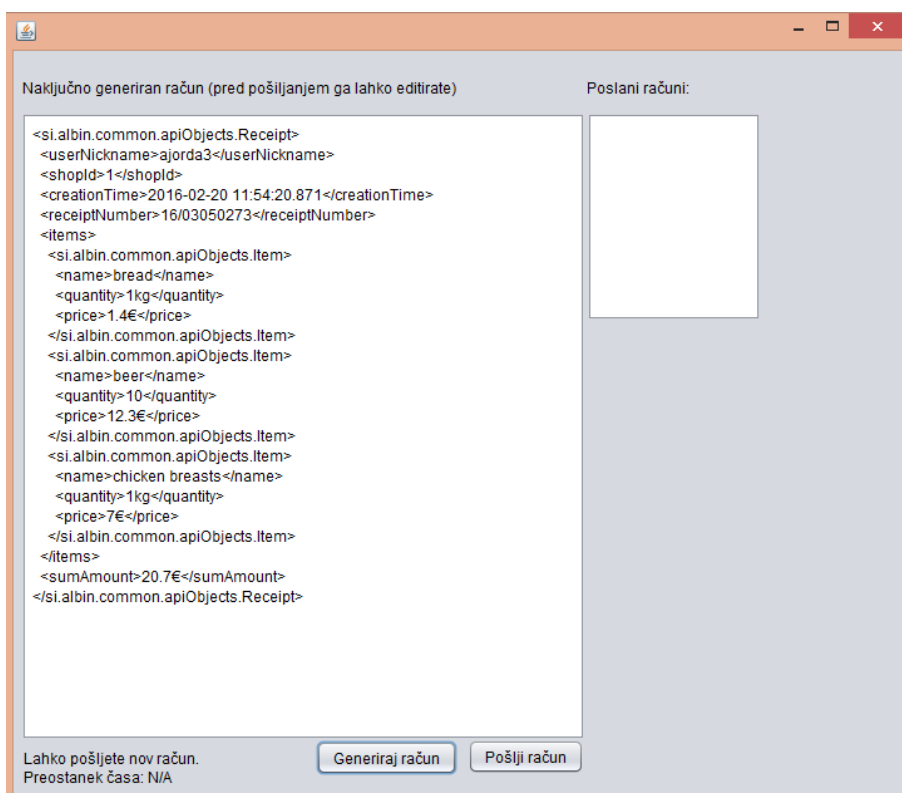 Naključno generiran račun (pred pošiljanjem ga lahko editirate)
Poslani računi:
<si.albin.common.apiObjects.Receipt>
<userNickname>ajorda3</userNickname>
<shopId>1</shopId>
<creationTime>2016-02-20 11:54:20.871</creationTime>
<receiptNumber>16/03050273</receiptNumber>
<items>
<si.albin.common.apiObjects.Item>
<name>bread</name>
<quantity>1kg</quantity>
<price>1.4€</price>
</si.albin.common.apiObjects.Item>
<si.albin.common.apiObjects.Item>
<name>beer</name>
<quantity>10</quantity>
<price>12.3€</price>
</si.albin.common.apiObjects.Item>
<si.albin.common.apiObjects.Item>
<name>chicken breasts</name>
<quantity>1kg</quantity>
<price>7€</price>
</si.albin.common.apiObjects.Item>
</items>
<sumAmount>20.7€</sumAmount>
</si.albin.common.apiObjects.Receipt>
Lahko pošljete nov račun.
Preostanek časa: N/A
Generiraj račun
Pošlji račun